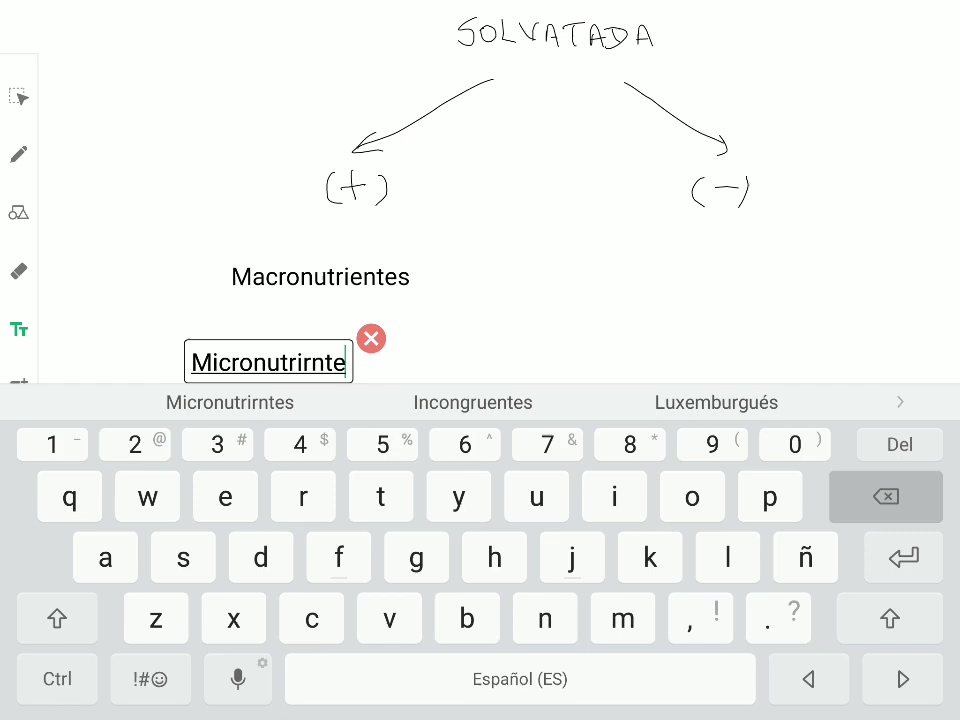 SOLVATADA
(+) (-)
Macronutrientes
Micronutrirnte
Micronutrirntes Incongruentes Luxemburgués
1 - 2 @ 3 # 4 $ 5 % 6 ^ 7 & 8 * 9 ( 0 ) Del
q w e r t y u i o p
a s d f g h j k l ñ
z x c v b n m , ! . ?
Ctrl !#☺ Español (ES)